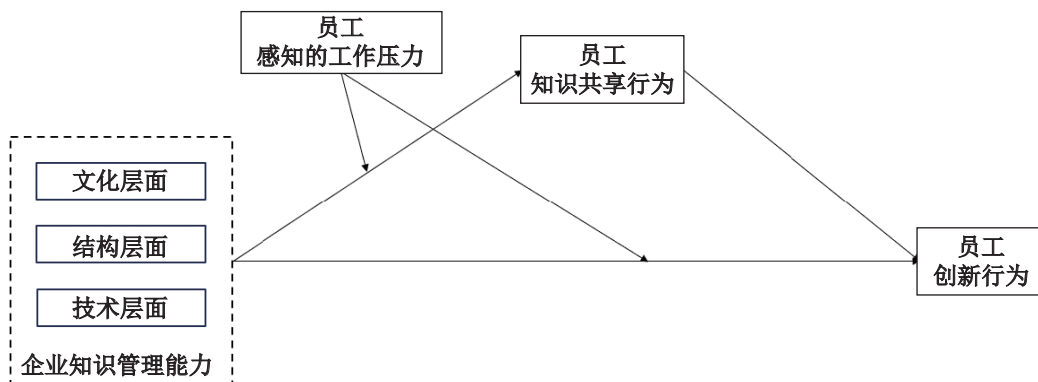 员工
感知的工作压力
员工
知识共享行为
文化层面
结构层面
技术层面
企业知识管理能力
员工
创新行为